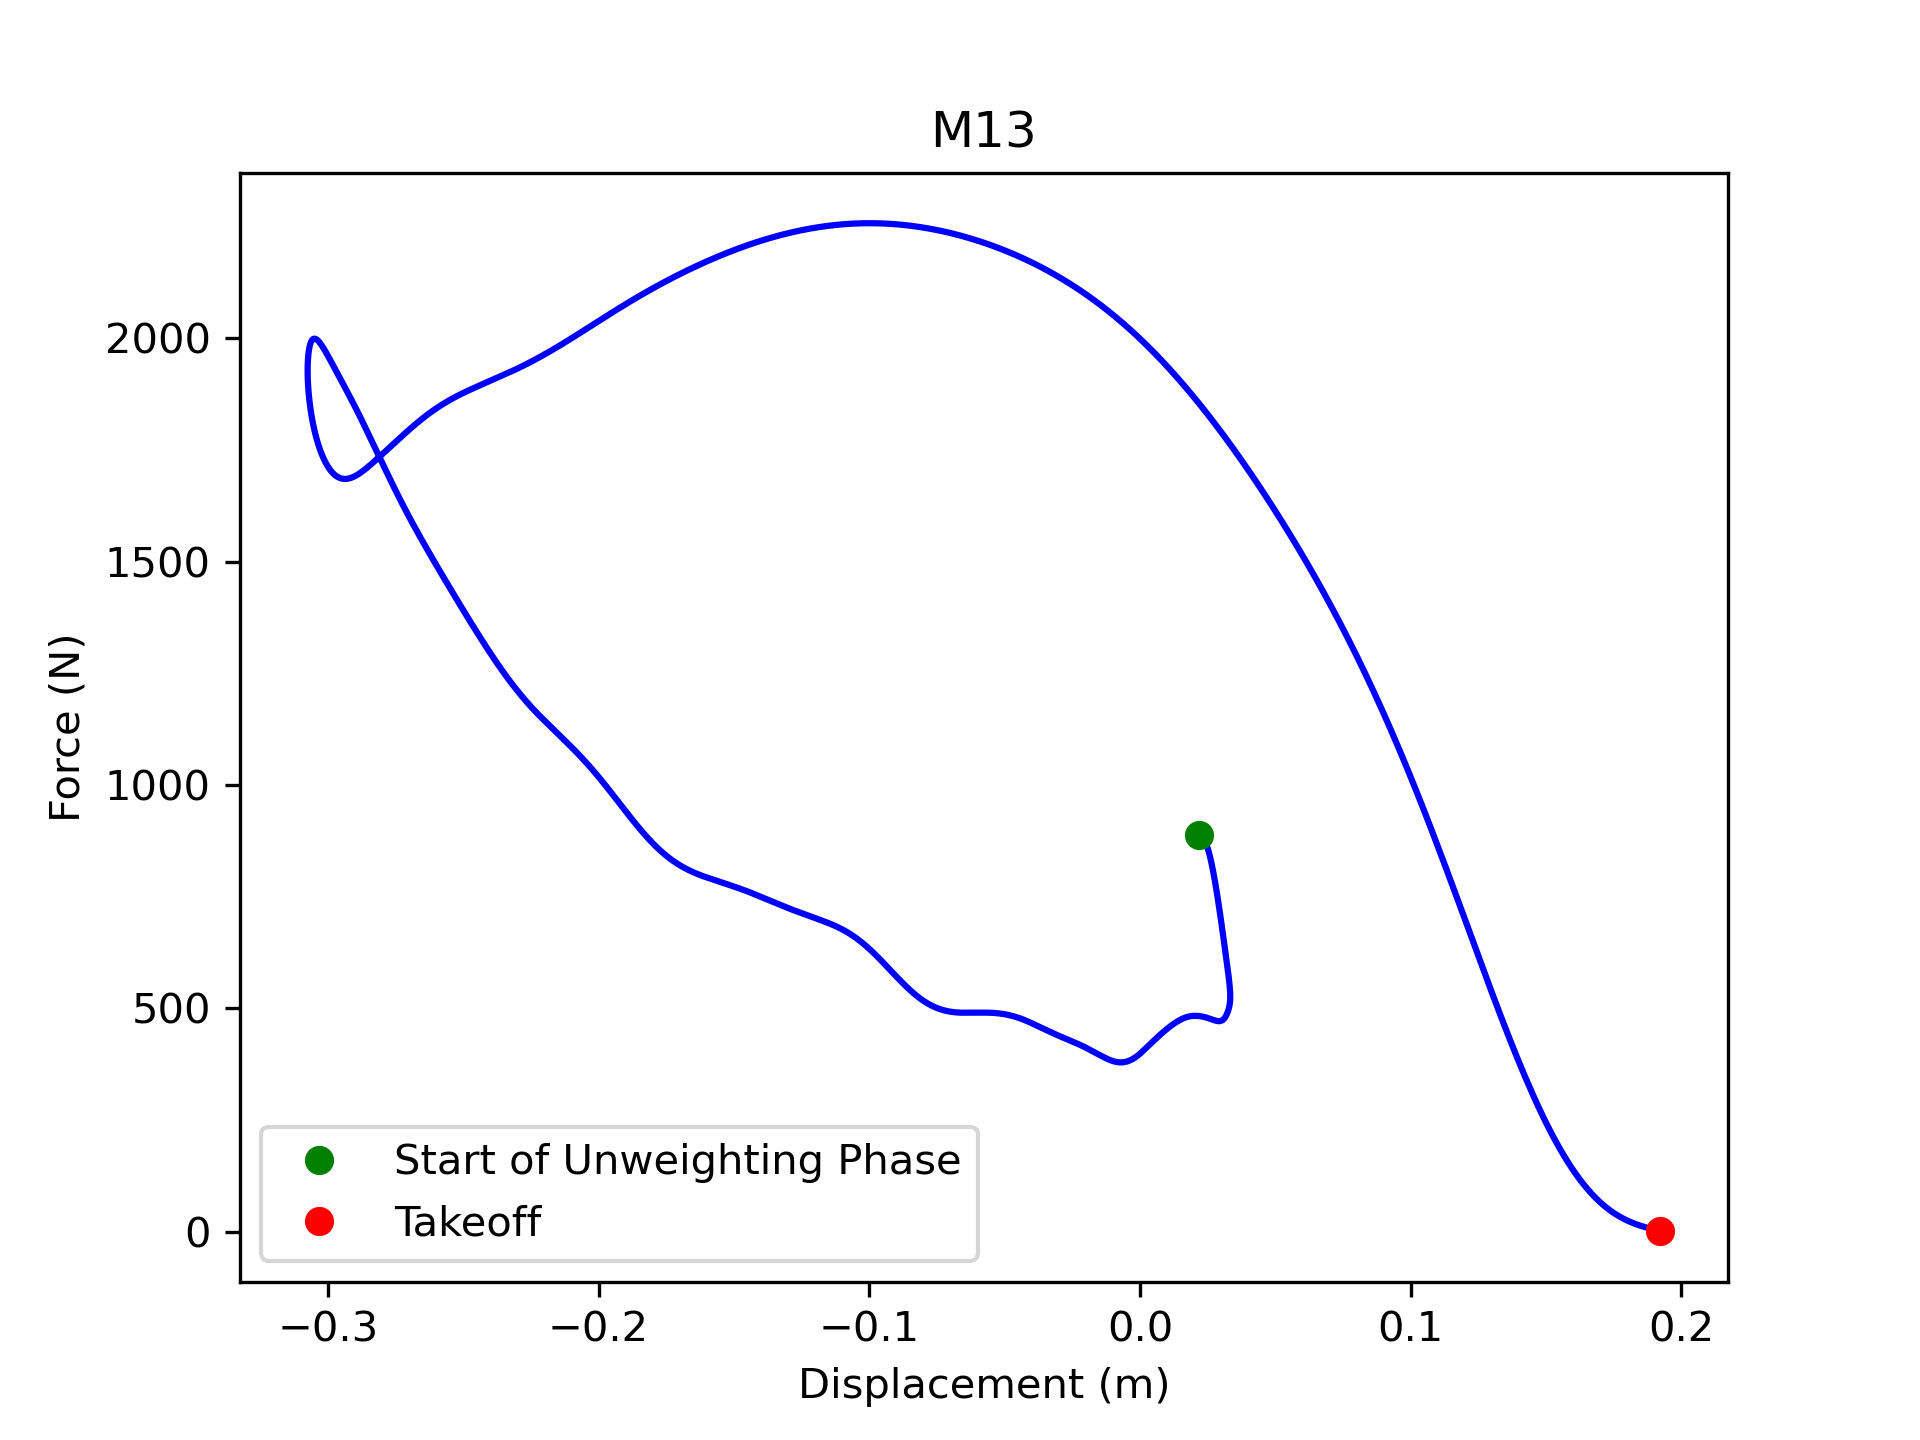 M13
Force (N)
2000
1500
1000
500
0
Start of Unweighting Phase
Takeoff
−0.3 −0.2 −0.1 0.0 0.1 0.2
Displacement (m)